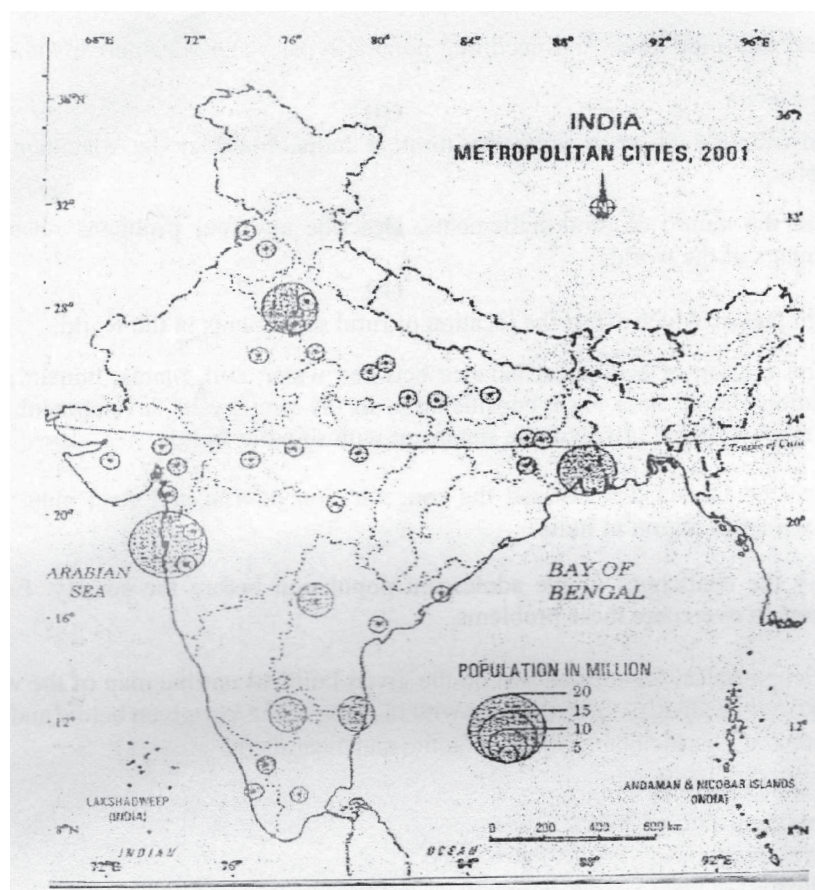 68°E 72° 76° 80° 84° 88° 92° 96°E
36°N
36°
INDIA
METROPOLITAN CITIES, 2001
32°
32°
28°
24°
Tropic of
20°
20°
ARABIAN
SEA
BAY OF
BENGAL
16°
POPULATION IN MILLION
20
15
10
5
12°
12°
LAKSHADWEEP
(INDIA)
ANDAMAN & NICOBAR ISLANDS
(INDIA)
0 200 400 600 km
8°N
8°N
INDIAN OCEAN
72°E 76° 84° 88° 92°E